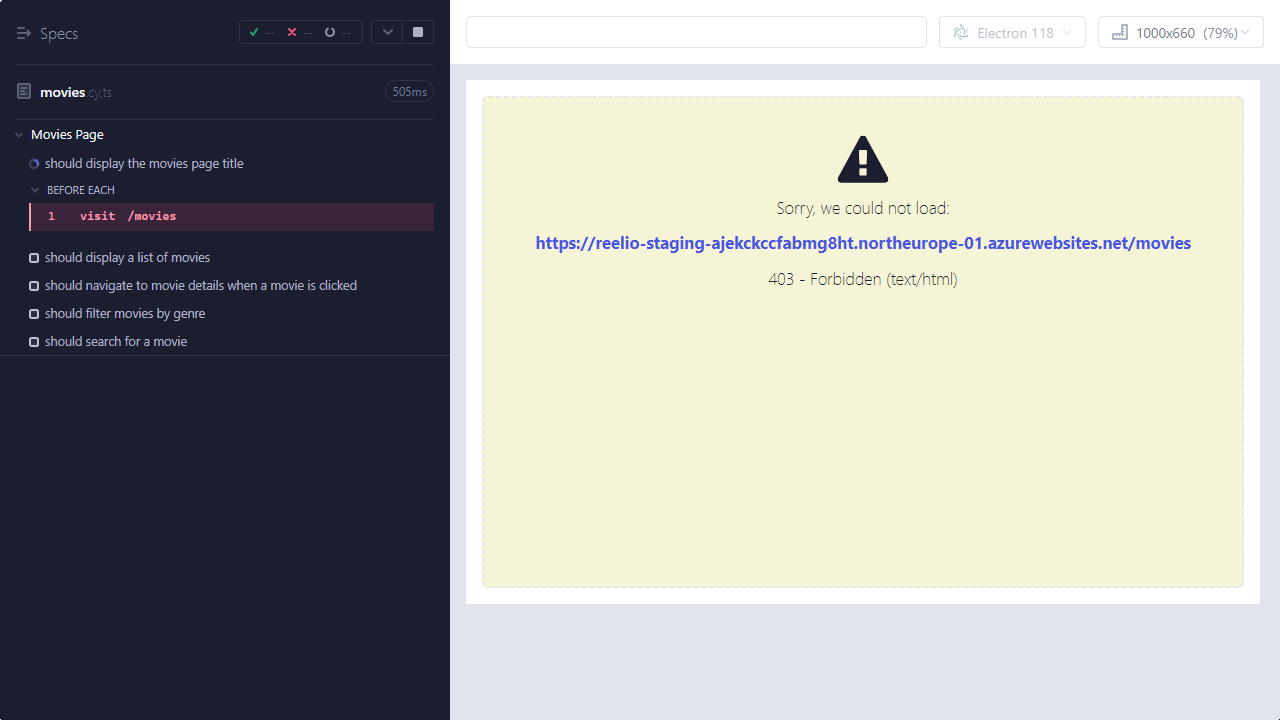 Specs
--
--
--
movies.cy.ts
505ms
Movies Page
should display the movies page title
BEFORE EACH
1 visit /movies
should display a list of movies
should navigate to movie details when a movie is clicked
should filter movies by genre
should search for a movie
Electron 118
1000x660 (79%)
Sorry, we could not load:
https://reelio-staging-ajekckccfabmg8ht.northeurope-01.azurewebsites.net/movies
403 - Forbidden (text/html)